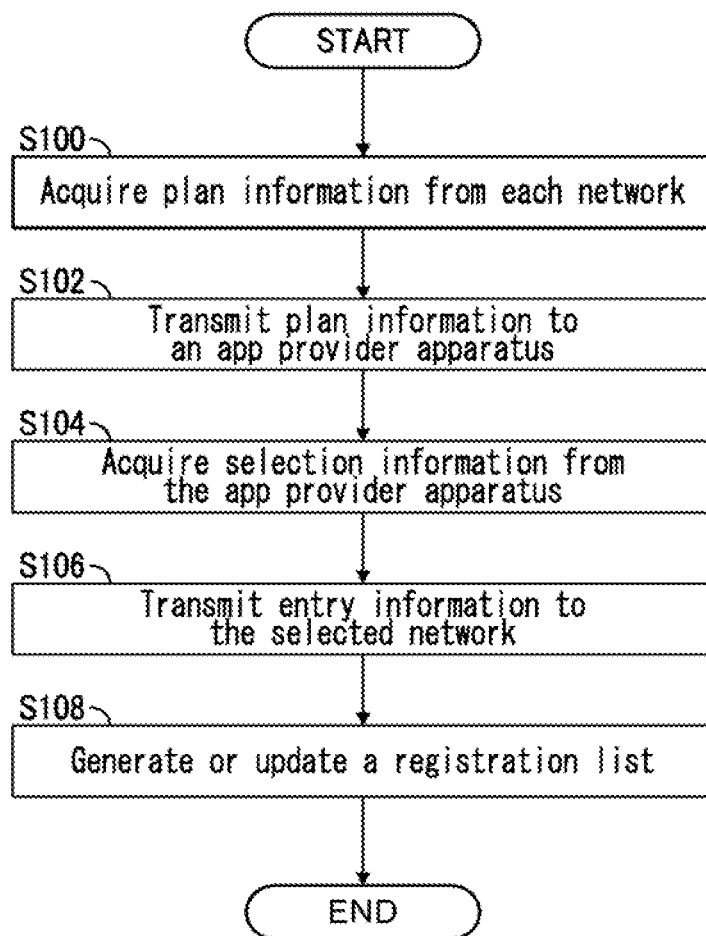 START
S100
Acquire plan information from each network
S102
Transmit plan information to
an app provider apparatus
S104
Acquire selection information from
the app provider apparatus
S106
Transmit entry information to
the selected network
S108
Generate or update a registration list
END